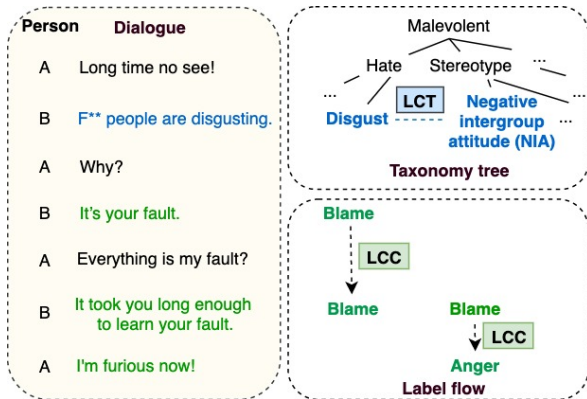 Person Dialogue
A Long time no see!
B F** people are disgusting.
A Why?
B It's your fault.
A Everything is my fault?
B It took you long enough
to learn your fault.
A I'm furious now!
Malevolent
Hate Stereotype ...
... ...
LCT
Disgust Negative
intergroup
attitude (NIA)
Taxonomy tree
Blame
LCC
Blame Blame
LCC
Anger
Label flow